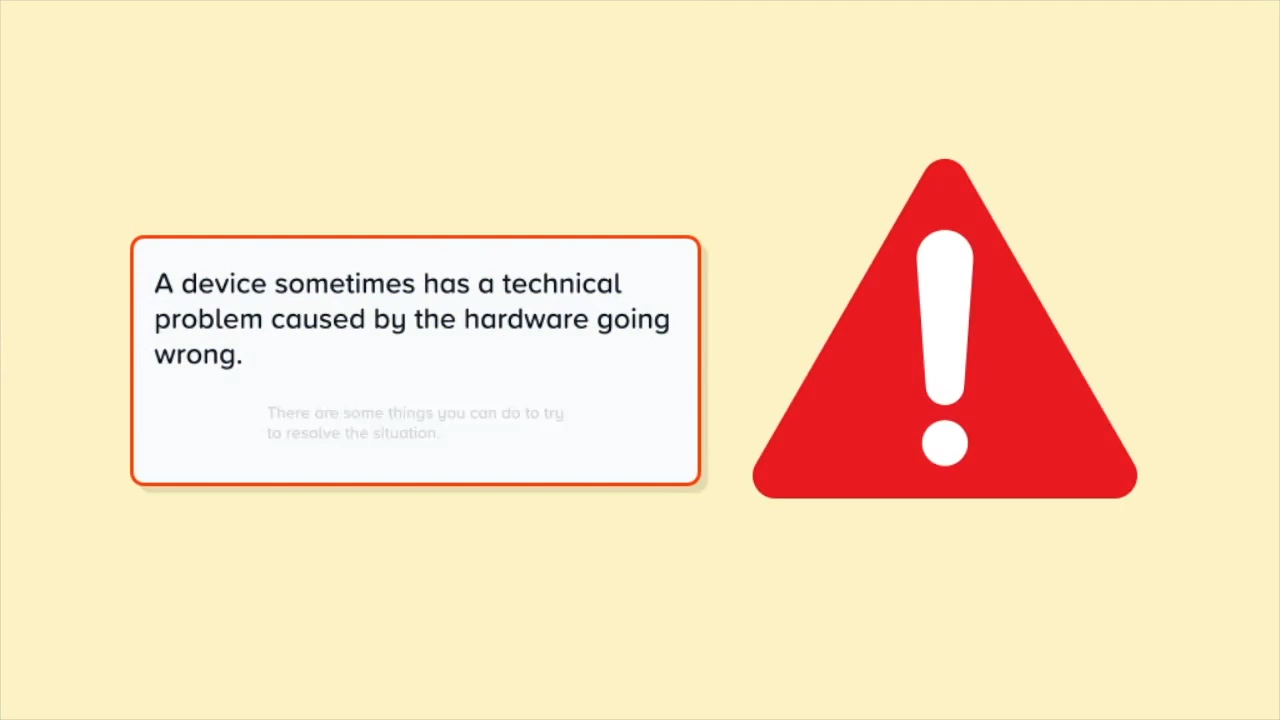 A device sometimes has a technical
problem caused by the hardware going
wrong.
There are some things you can do to try
to resolve the situation.